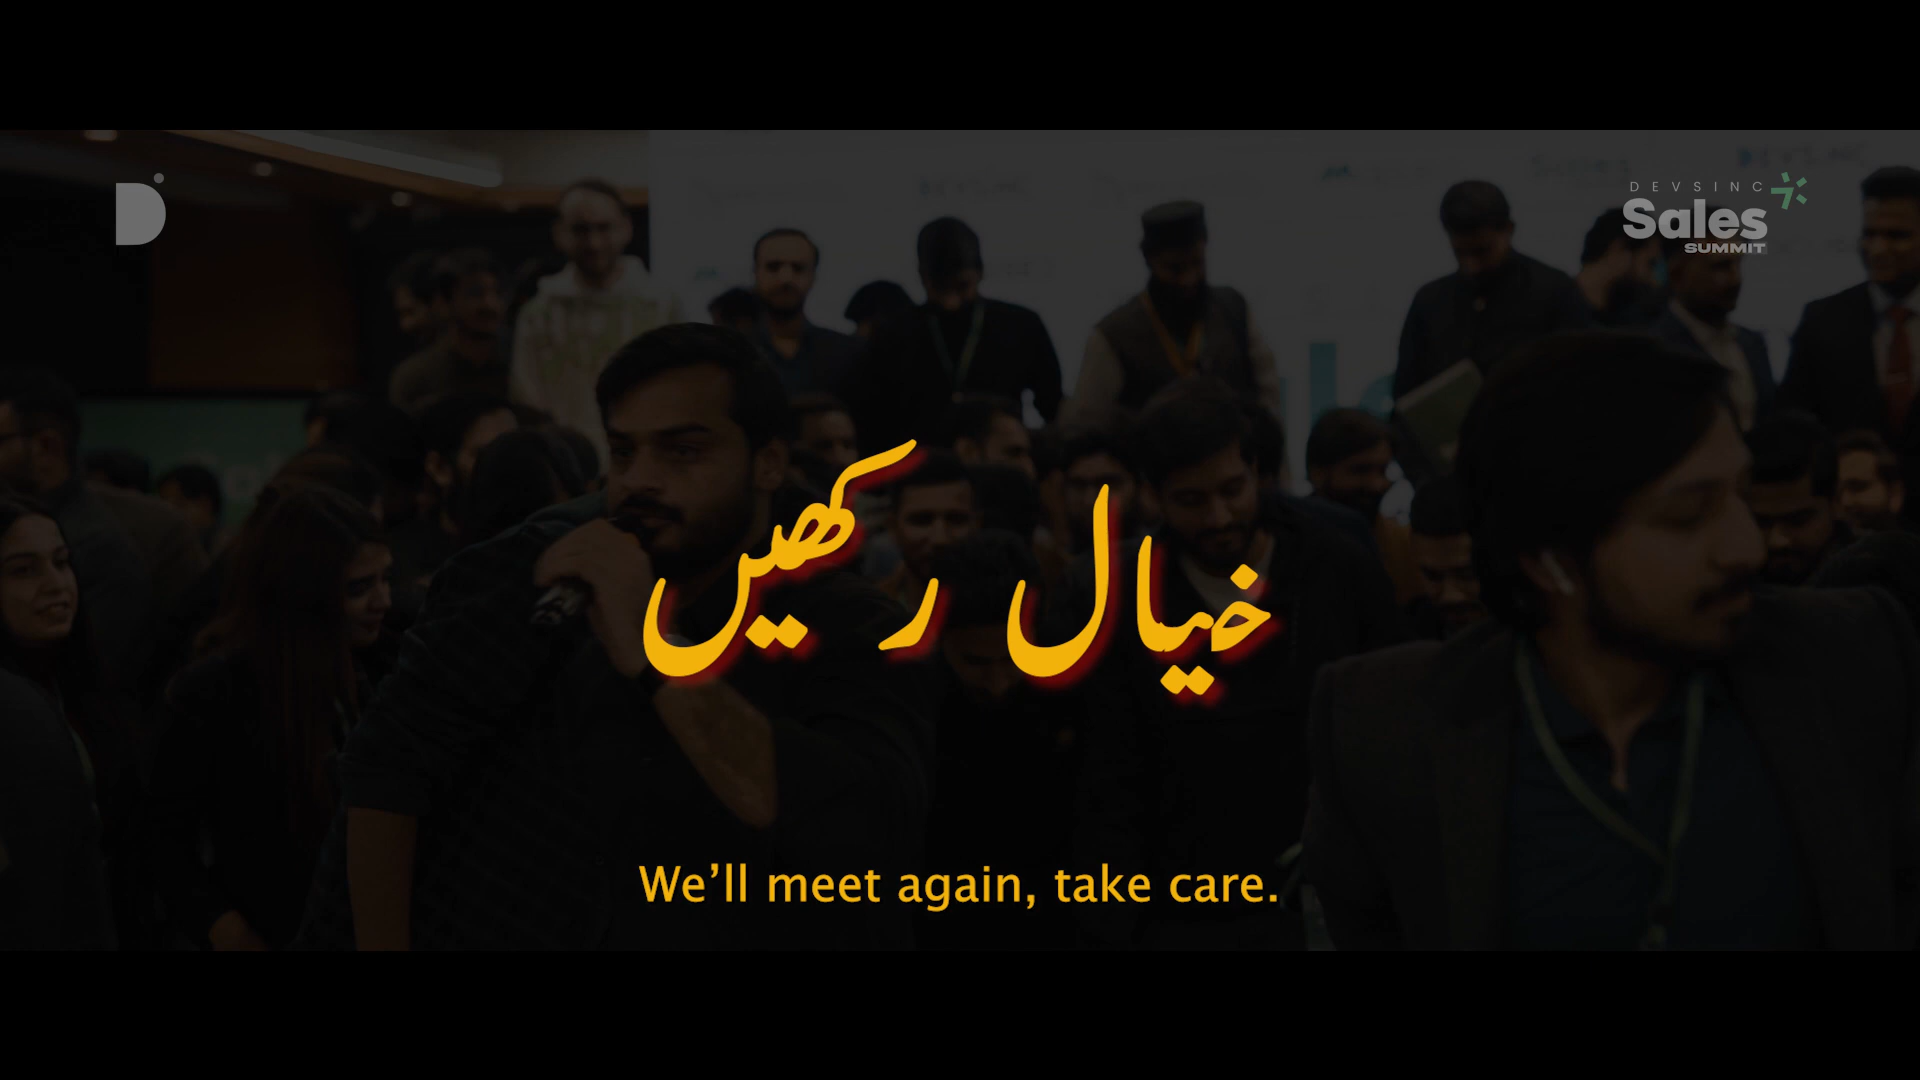 DEVSINC
Sales
SUMMIT
خیال رکھیں
We’ll meet again, take care.